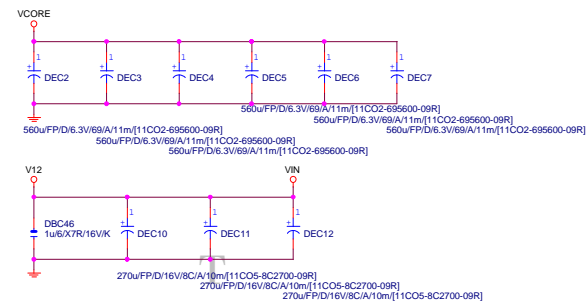 VCORE
1 1 1 1 1 1
+ + + + + +
DEC2 DEC3 DEC4 DEC5 DEC6 DEC7
560u/FP/D/6.3V/69/A/11m/[11CO2-695600-09R]
560u/FP/D/6.3V/69/A/11m/[11CO2-695600-09R]
560u/FP/D/6.3V/69/A/11m/[11CO2-695600-09R]
560u/FP/D/6.3V/69/A/11m/[11CO2-695600-09R]
560u/FP/D/6.3V/69/A/11m/[11CO2-695600-09R]
560u/FP/D/6.3V/69/A/11m/[11CO2-695600-09R]
V12 VIN
1 1 1
+ + +
DBC46
1u/6/X7R/16V/K
DEC10 DEC11 DEC12
270u/FP/D/16V/8C/A/10m/[11CO5-8C2700-09R]
270u/FP/D/16V/8C/A/10m/[11CO5-8C2700-09R]
270u/FP/D/16V/8C/A/10m/[11CO5-8C2700-09R]